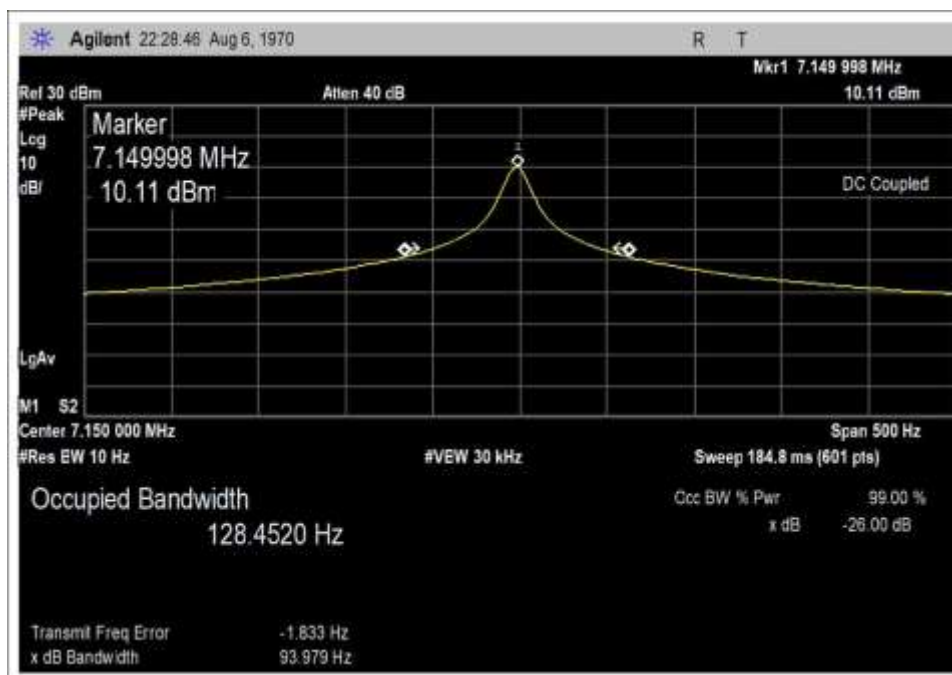 Agilent 22:28:46 Aug 6, 1970 R T
Mkr1 7.149 998 MHz
Ref 30 dBm Atten 40 dB 10.11 dBm
#Peak
Log
10
dB/
Marker
7.149998 MHz
10.11 dBm
1
DC Coupled
LgAv
M1 S2
Center 7.150 000 MHz Span 500 Hz
#Res BW 10 Hz #VBW 30 kHz Sweep 184.8 ms (601 pts)
Occupied Bandwidth
128.4520 Hz
Occ BW % Pwr 99.00 %
x dB -26.00 dB
Transmit Freq Error -1.833 Hz
x dB Bandwidth 93.979 Hz